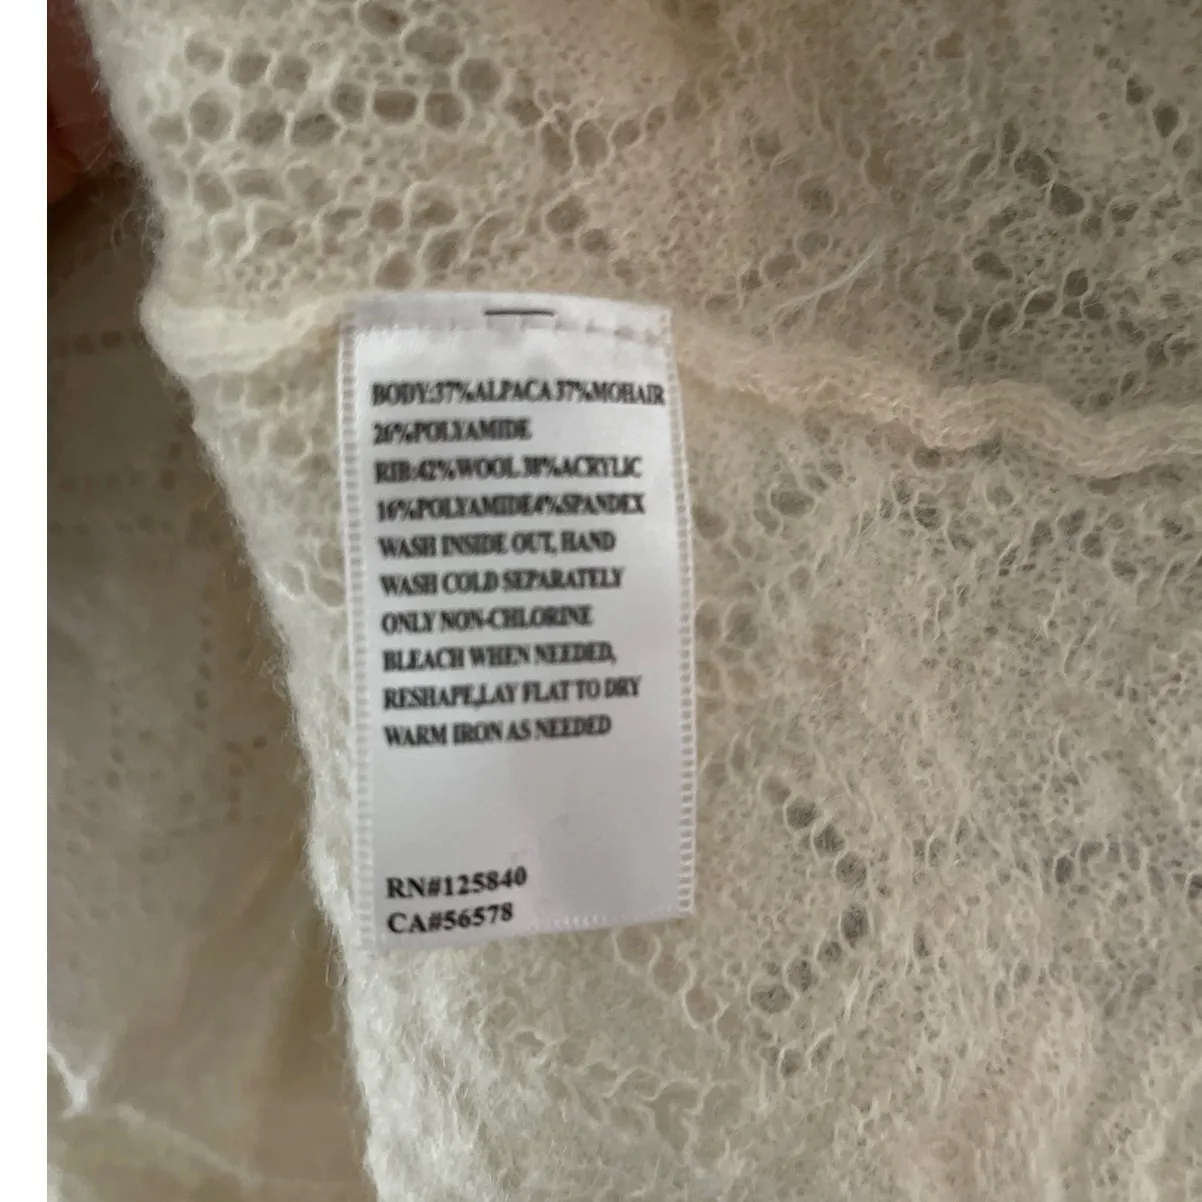 BODY:37%ALPACA 37%MOHAIR
26%POLYAMIDE
RIB:42%WOOL 38%ACRYLIC
16%POLYAMIDE4%SPANDEX
WASH INSIDE OUT, HAND
WASH COLD SEPARATELY
ONLY NON-CHLORINE
BLEACH WHEN NEEDED,
RESHAPE,LAY FLAT TO DRY
WARM IRON AS NEEDED
RN#125840
CA#56578